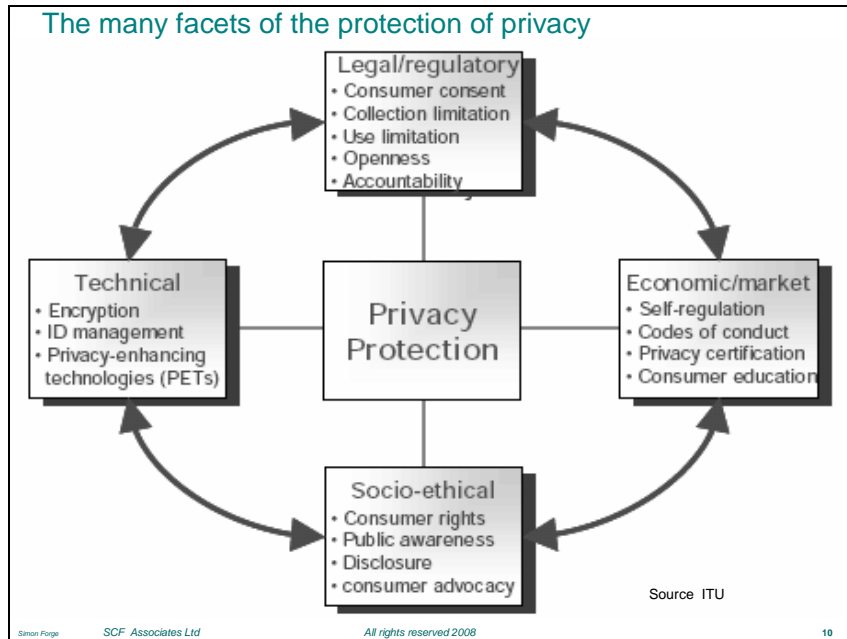 The many facets of the protection of privacy
Legal/regulatory
• Consumer consent
• Collection limitation
• Use limitation
• Openness
• Accountability
Technical
• Encryption
• ID management
• Privacy-enhancing
technologies (PETs)
Privacy
Protection
Economic/market
• Self-regulation
• Codes of conduct
• Privacy certification
• Consumer education
Socio-ethical
• Consumer rights
• Public awareness
• Disclosure
• consumer advocacy
Source ITU
Simon Forge SCF Associates Ltd All rights reserved 2008 10